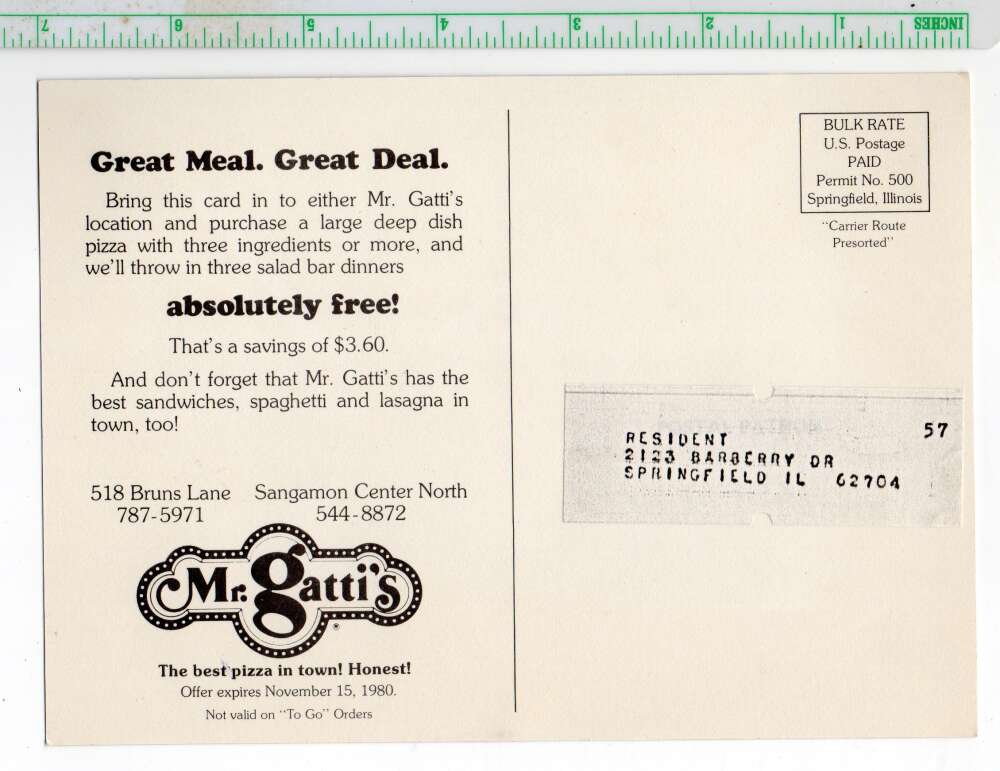 7 6 5 4 3 2 1 INCHES
Great Meal. Great Deal.
Bring this card in to either Mr. Gatti's
location and purchase a large deep dish
pizza with three ingredients or more, and
we'll throw in three salad bar dinners
absolutely free!
That's a savings of $3.60.
And don't forget that Mr. Gatti's has the
best sandwiches, spaghetti and lasagna in
town, too!
518 Bruns Lane Sangamon Center North
787-5971 544-8872
Mr. Gatti's ®
The best pizza in town! Honest!
Offer expires November 15, 1980.
Not valid on "To Go" Orders
BULK RATE
U.S. Postage
PAID
Permit No. 500
Springfield, Illinois
"Carrier Route
Presorted"
POSTAL PATRON
57
RESIDENT
2123 BARBERRY DR
SPRINGFIELD IL 62704